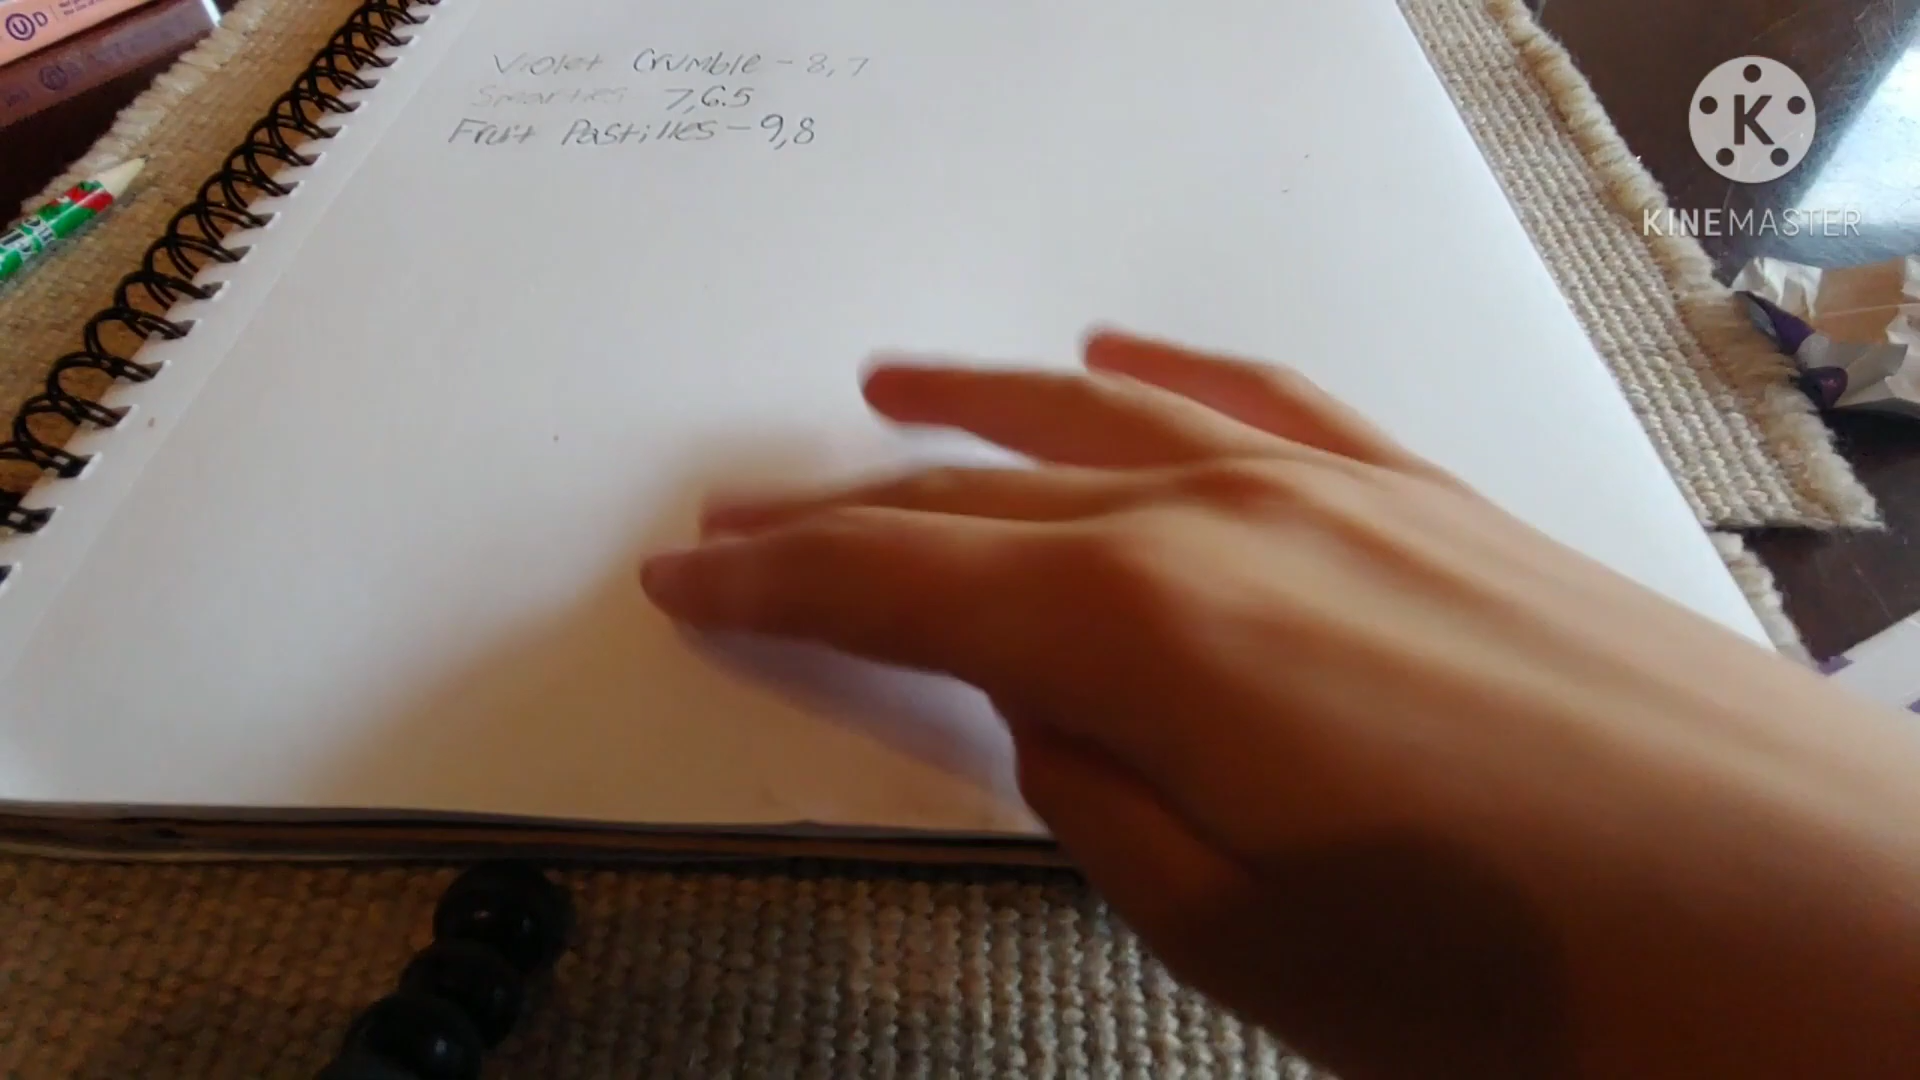 Violet Crumble - 8,7
Smarties 7,6.5
Fruit Pastilles - 9,8
K
KINEMASTER
U D